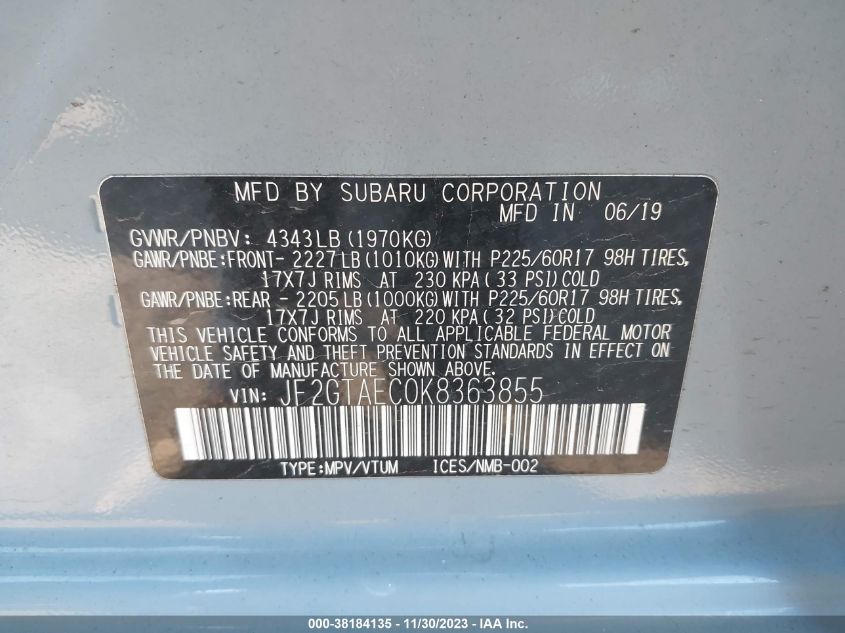 MFD BY SUBARU CORPORATION
MFD IN 06/19
GVWR/PNBV: 4343LB (1970KG)
GAWR/PNBE:FRONT- 2227LB (1010KG) WITH P225/60R17 98H TIRES,
17X7J RIMS AT 230 KPA ( 33 PSI) COLD
GAWR/PNBE:REAR - 2205LB (1000KG) WITH P225/60R17 98H TIRES,
17X7J RIMS AT 220 KPA ( 32 PSI) COLD
THIS VEHICLE CONFORMS TO ALL APPLICABLE FEDERAL MOTOR
VEHICLE SAFETY AND THEFT PREVENTION STANDARDS IN EFFECT ON
THE DATE OF MANUFACTURE SHOWN ABOVE.
VIN: JF2GTAEC0K8363855
TYPE:MPV/VTUM ICES/NMB-002
000-38184135 - 11/30/2023 - IAA Inc.